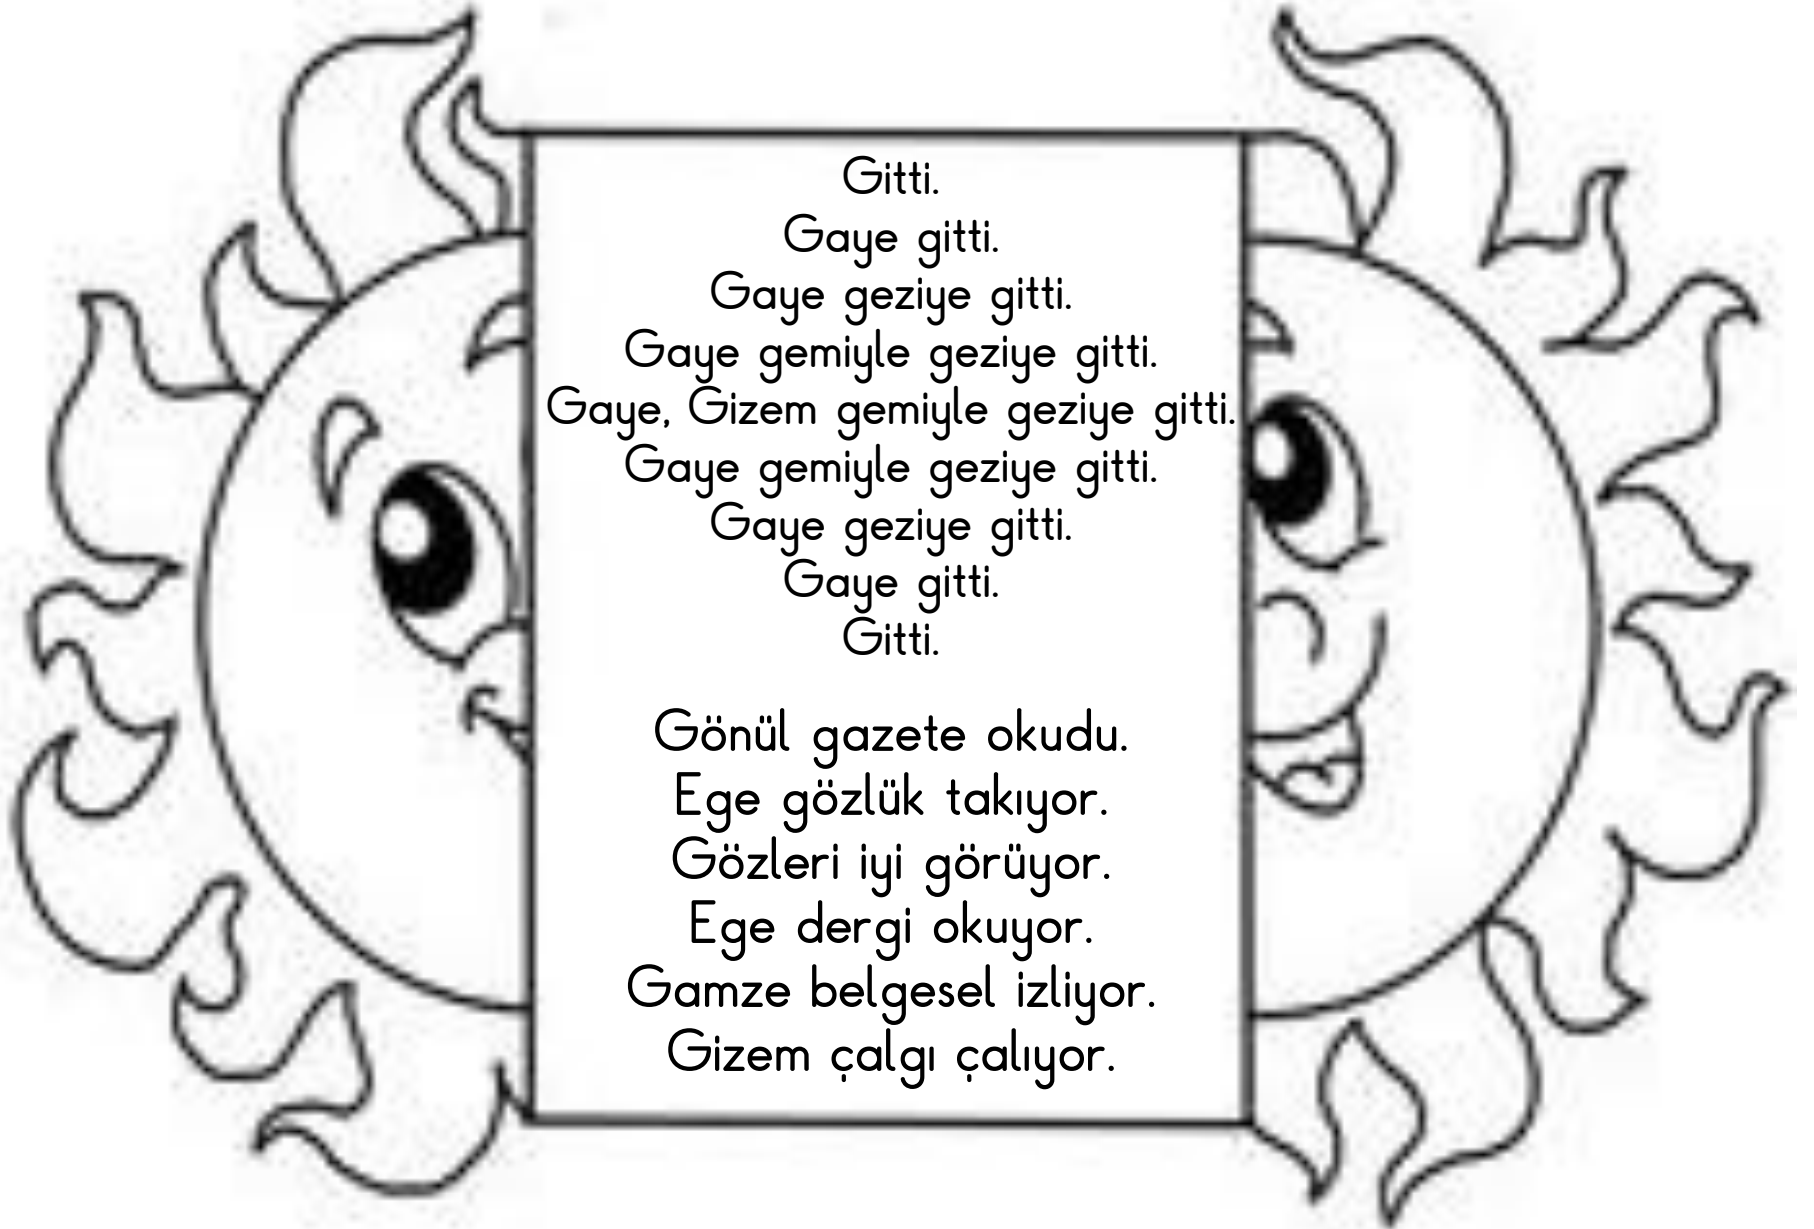 Gitti.
Gaye gitti.
Gaye geziye gitti.
Gaye gemiyle geziye gitti.
Gaye, Gizem gemiyle geziye gitti.
Gaye gemiyle geziye gitti.
Gaye geziye gitti.
Gaye gitti.
Gitti.
Gönül gazete okudu.
Ege gözlük takıyor.
Gözleri iyi görüyor.
Ege dergi okuyor.
Gamze belgesel izliyor.
Gizem çalgı çalıyor.